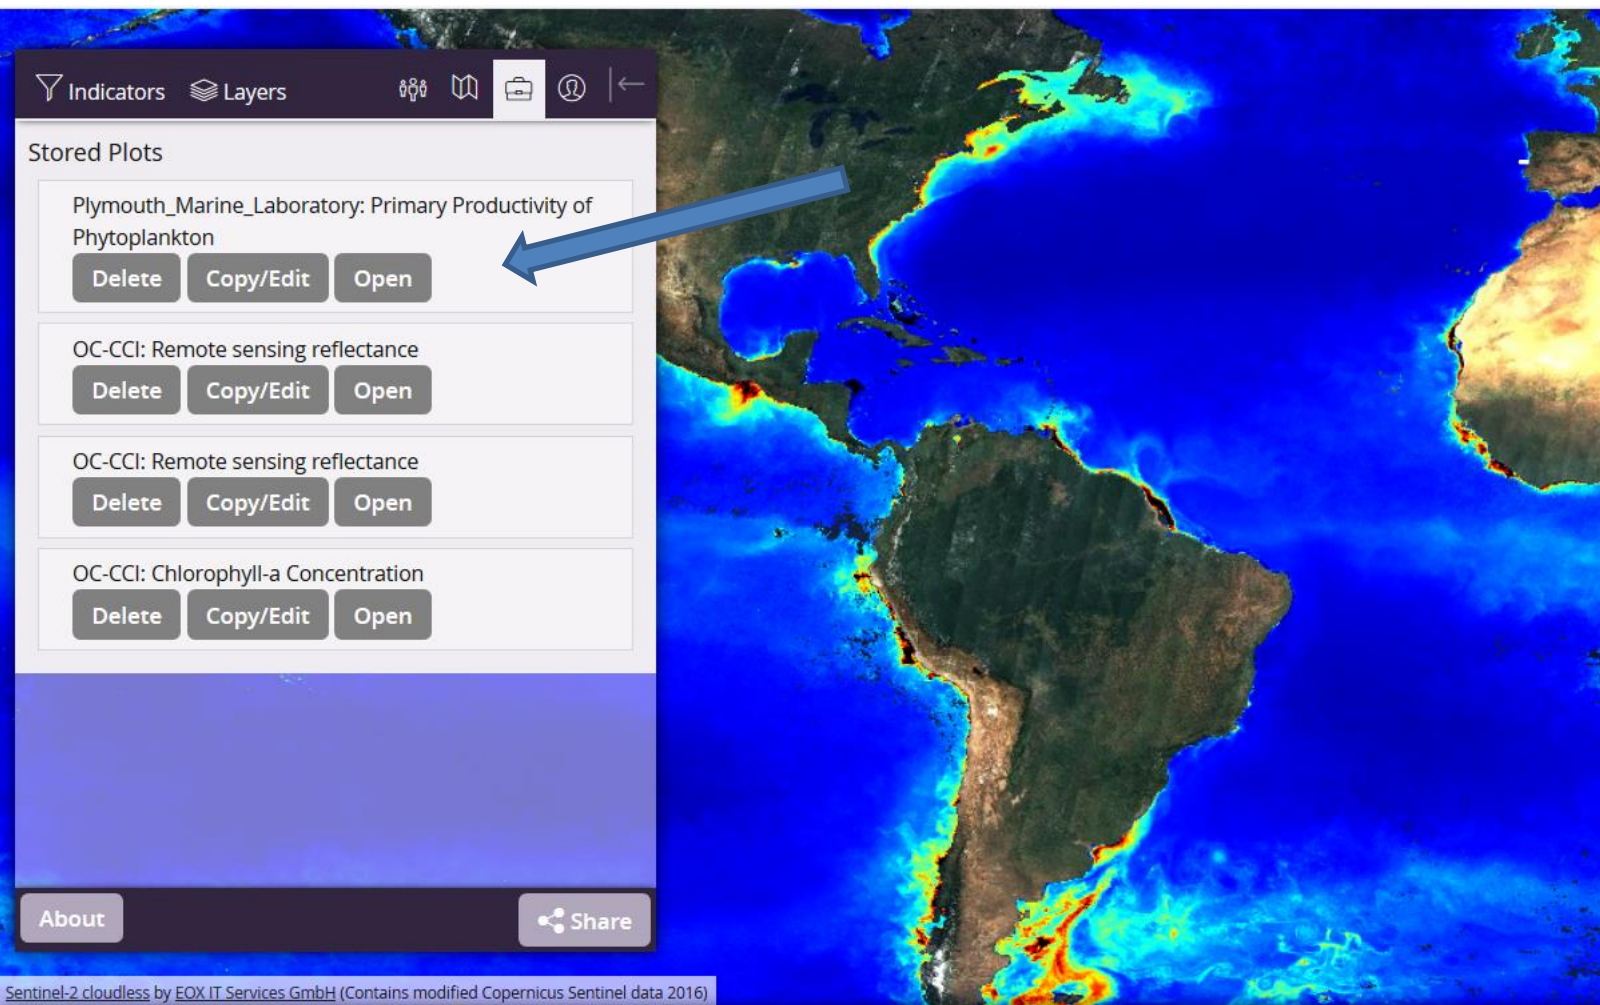 Indicators Layers
Stored Plots
Plymouth_Marine_Laboratory: Primary Productivity of
Phytoplankton
Delete Copy/Edit Open
OC-CCI: Remote sensing reflectance
Delete Copy/Edit Open
OC-CCI: Remote sensing reflectance
Delete Copy/Edit Open
OC-CCI: Chlorophyll-a Concentration
Delete Copy/Edit Open
About Share
Sentinel-2 cloudless by EOX IT Services GmbH (Contains modified Copernicus Sentinel data 2016)